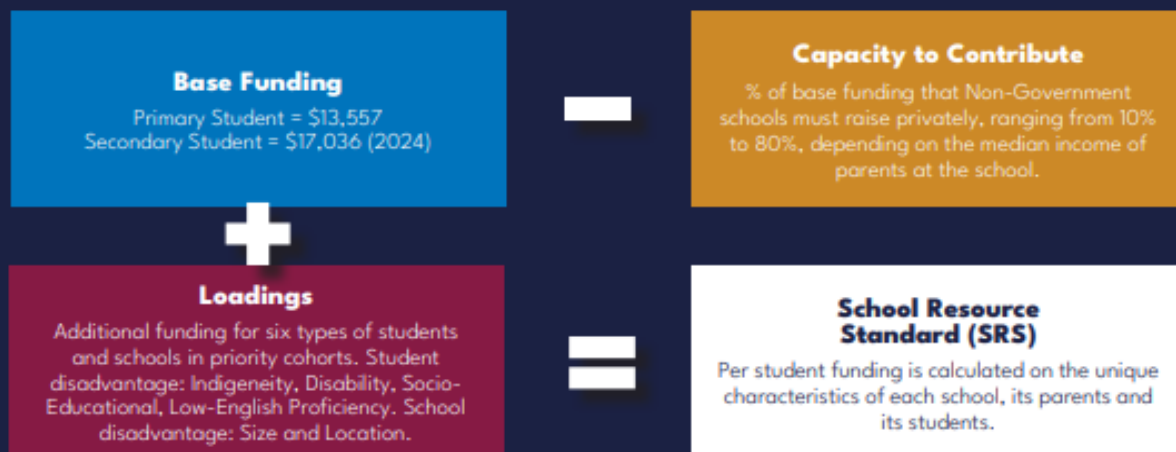 Base Funding
Primary Student = $13,557
Secondary Student = $17,036 (2024)
Capacity to Contribute
% of base funding that Non-Government
schools must raise privately, ranging from 10%
to 80%, depending on the median income of
parents at the school.
Loadings
Additional funding for six types of students
and schools in priority cohorts. Student
disadvantage: Indigeneity, Disability, Socio-
Educational, Low-English Proficiency. School
disadvantage: Size and Location.
School Resource
Standard (SRS)
Per student funding is calculated on the unique
characteristics of each school, its parents and
its students.